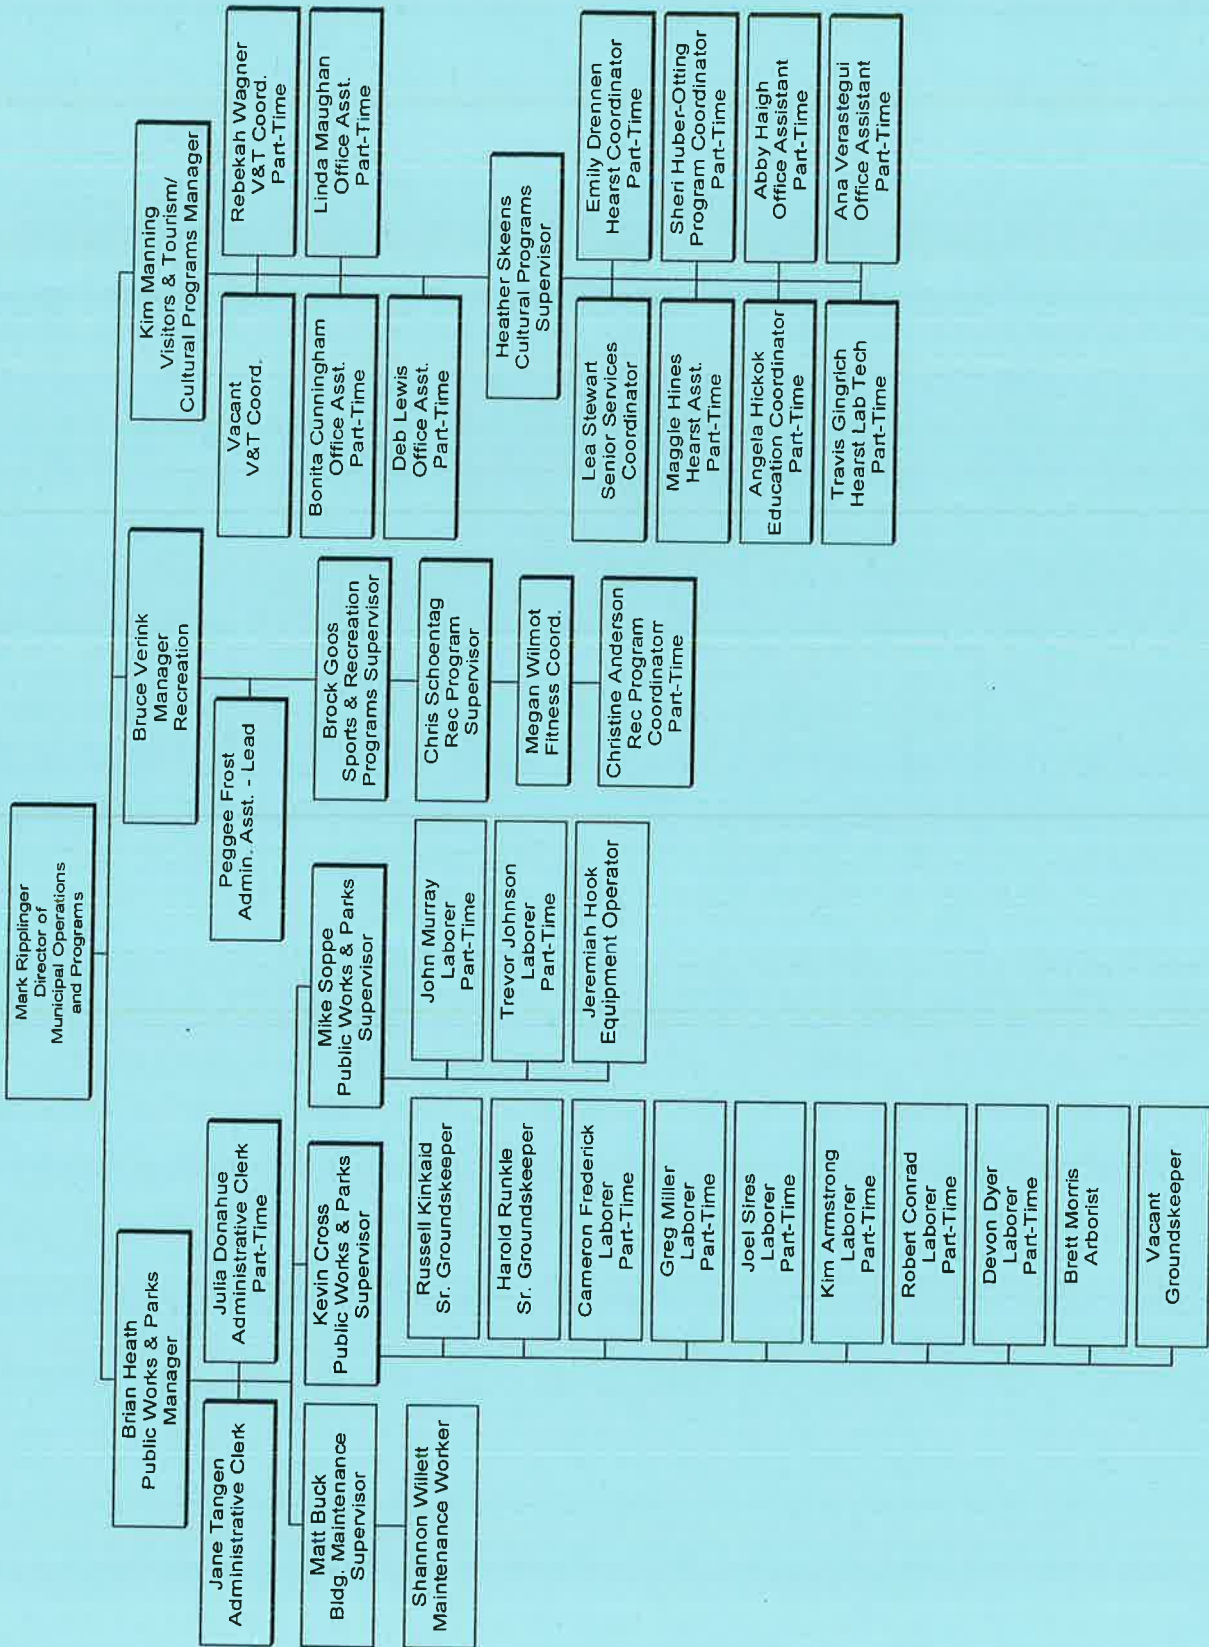 Mark Ripplinger
Director of
Municipal Operations
and Programs
Brian Heath
Public Works & Parks
Manager
Jane Tangen
Administrative Clerk
Julia Donahue
Administrative Clerk
Part-Time
Matt Buck
Bldg. Maintenance
Supervisor
Shannon Willett
Maintenance Worker
Kevin Cross
Public Works & Parks
Supervisor
Russell Kinkaid
Sr. Groundskeeper
Harold Runkle
Sr. Groundskeeper
Cameron Frederick
Laborer
Part-Time
Greg Miller
Laborer
Part-Time
Joel Sires
Laborer
Part-Time
Kim Armstrong
Laborer
Part-Time
Robert Conrad
Laborer
Part-Time
Devon Dyer
Laborer
Part-Time
Brett Morris
Arborist
Vacant
Groundskeeper
Mike Soppe
Public Works & Parks
Supervisor
John Murray
Laborer
Part-Time
Trevor Johnson
Laborer
Part-Time
Jeremiah Hook
Equipment Operator
Bruce Verink
Manager
Recreation
Peggee Frost
Admin. Asst. - Lead
Brock Goos
Sports & Recreation
Programs Supervisor
Chris Schoentag
Rec Program
Supervisor
Megan Wilmot
Fitness Coord.
Christine Anderson
Rec Program
Coordinatorr
Part-Time
Kim Manning
Visitors & Tourism/
Cultural Programs Manager
Vacant
V&T Coord.
Rebekah Wagner
V&T Coord.
Part-Time
Bonita Cunningham
Office Asst.
Part-Time
Linda Maughan
Office Asst.
Part-Time
Deb Lewis
Office Asst.
Part-Time
Heather Skeens
Cultural Programs
Supervisor
Lea Stewart
Senior Services
Coordinator
Emily Drennen
Hearst Coordinator
Part-Time
Maggie Hines
Hearst Asst.
Part-Time
Sheri Huber-Otting
Program Coordinator
Part-Time
Angela Hickok
Education Coordinator
Part-Time
Abby Haigh
Office Assistant
Part-Time
Travis Gingrich
Hearst Lab Tech
Part-Time
Ana Verastegui
Office Assistant
Part-Time